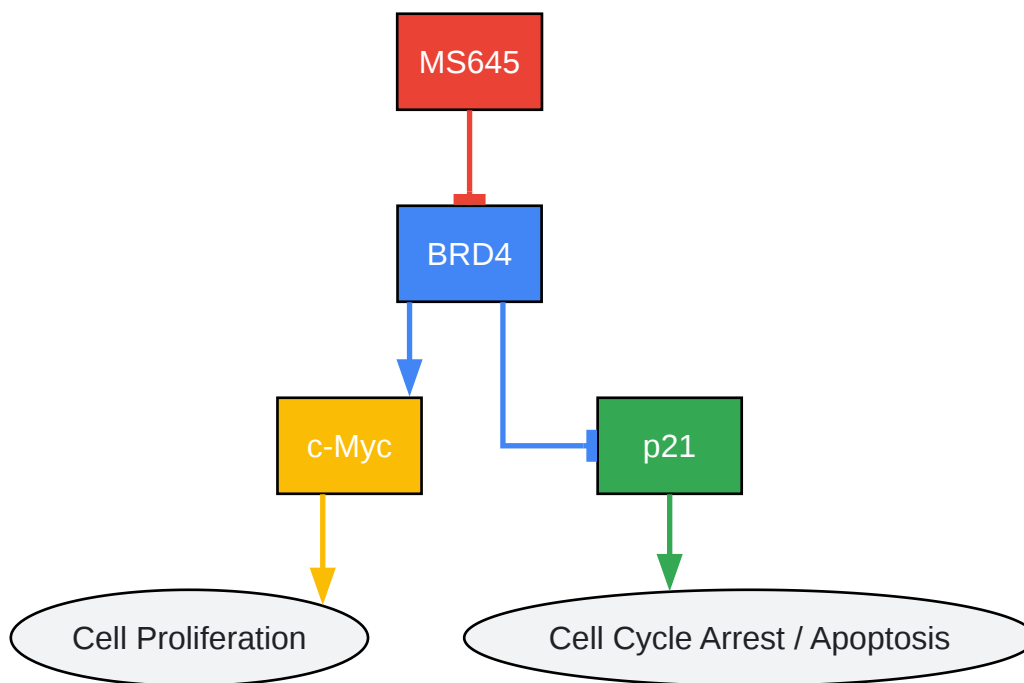 MS645
BRD4
c-Myc
p21
Cell Proliferation
Cell Cycle Arrest / Apoptosis